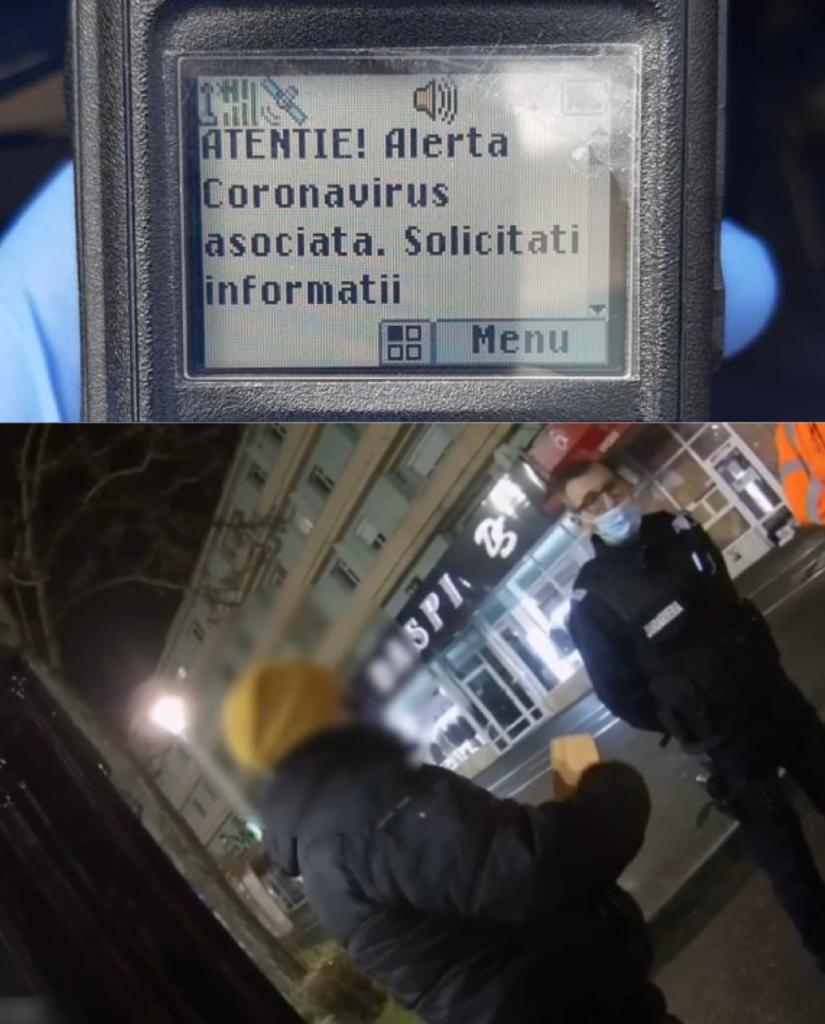 ATENTIE! Alerta
Coronavirus
asociata. Solicitati
informatii
Menu